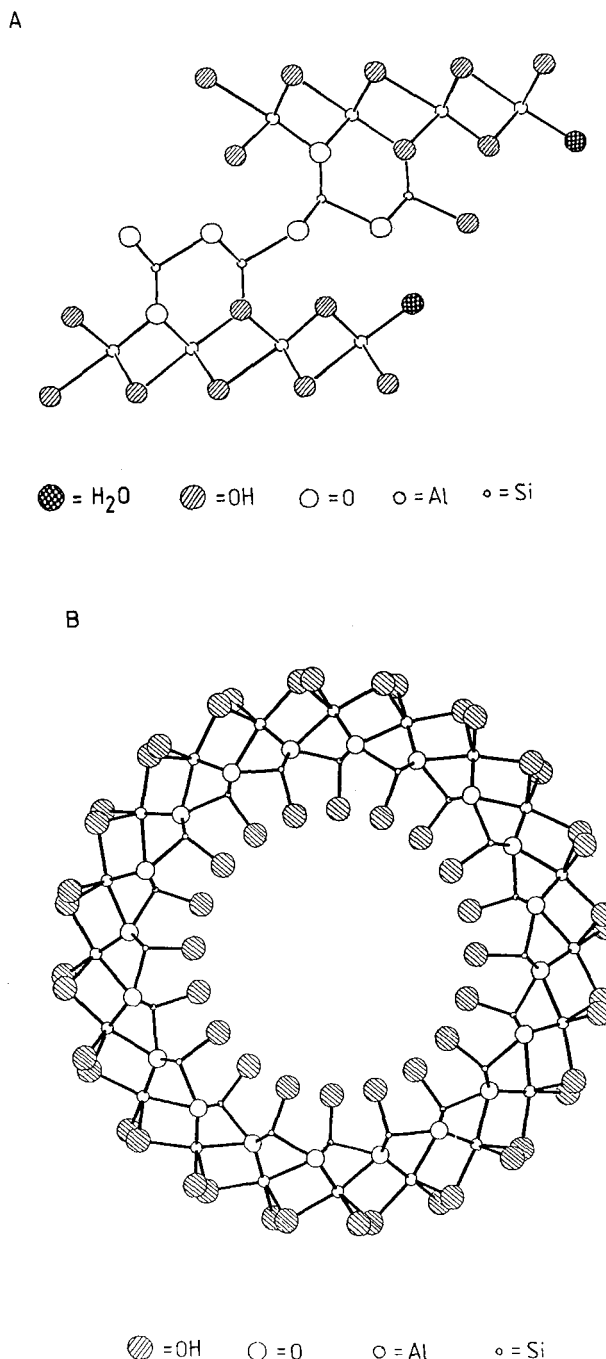 A
= H₂O = OH = O = Al = Si
B
= OH = O = Al = Si